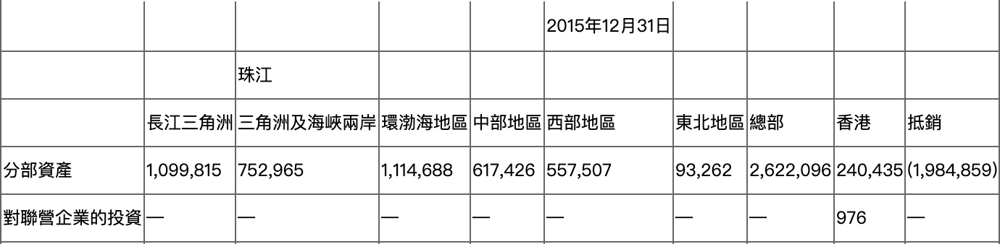 2015年12月31日
珠江
長江三角洲 三角洲及海峽兩岸 環渤海地區 中部地區 西部地區 東北地區 總部 香港 抵銷
分部資產 1,099,815 752,965 1,114,688 617,426 557,507 93,262 2,622,096 240,435 (1,984,859)
對聯營企業的投資 — — — — — — — 976 —